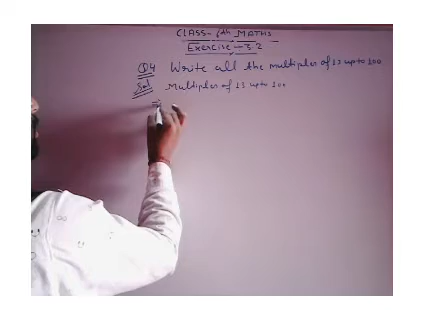 CLASS-6th MATHS
Exercise - 3.2
Q4 Write all the multiples of 13 upto 100
Sol Multiples of 13 upto 100
=